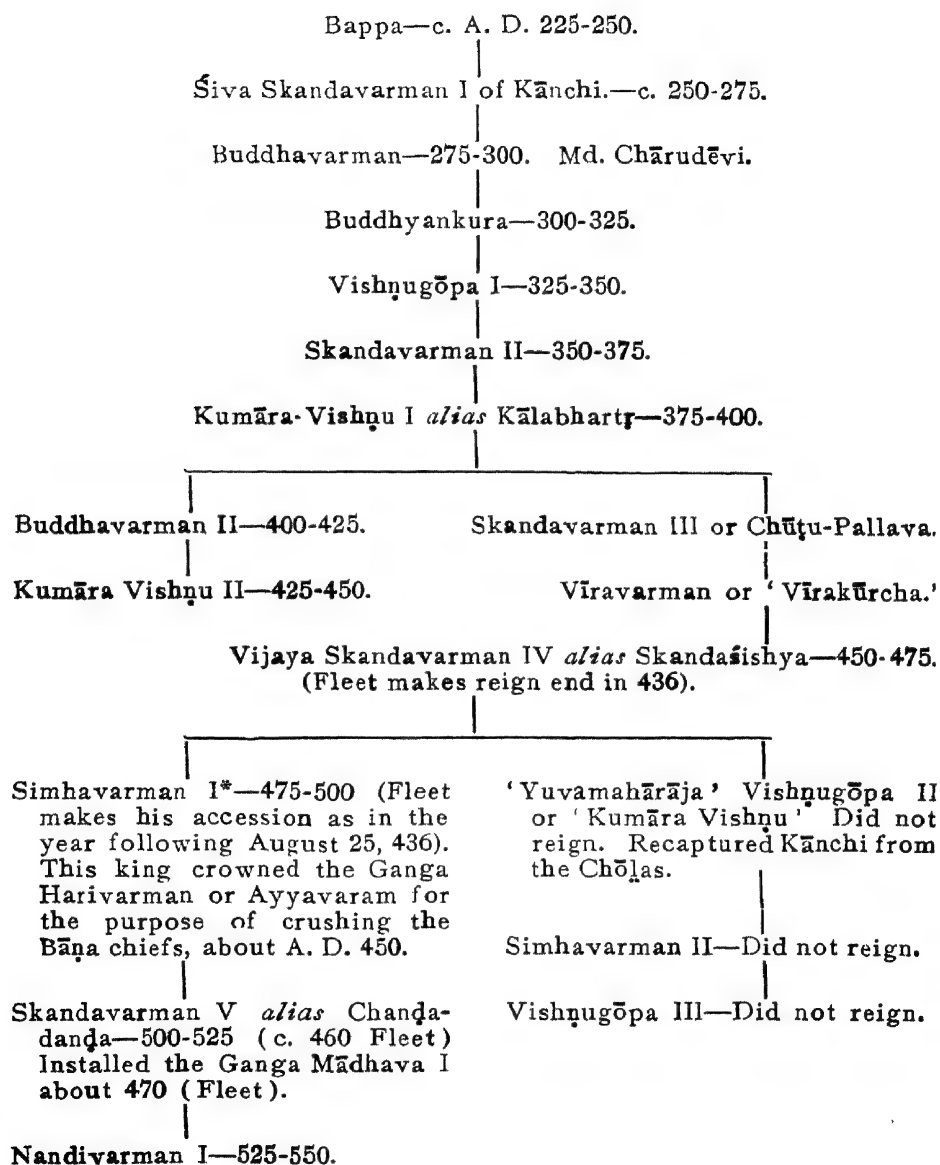 Bappa—c. A. D. 225-250.
Śiva Skandavarman I of Kānchi.—c. 250-275.
Buddhavarman—275-300. Md. Chārudēvi.
Buddhyankura—300-325.
Vishṇugōpa I—325-350.
Skandavarman II—350-375.
Kumāra-Vishṇu I alias Kālabhartṛ—375-400.
Buddhavarman II—400-425.
Skandavarman III or Chūṭu-Pallava.
Kumāra Vishṇu II—425-450.
Vīravarman or 'Vīrakūrcha.'
Vijaya Skandavarman IV alias Skandaśishya—450-475.
(Fleet makes reign end in 436).
Simhavarman I*—475-500 (Fleet
makes his accession as in the
year following August 25, 436).
This king crowned the Ganga
Harivarman or Ayyavaram for
the purpose of crushing the
Bāṇa chiefs, about A. D. 450.
'Yuvamahārāja' Vishṇugōpa II
or 'Kumāra Vishṇu' Did not
reign. Recaptured Kānchi from
the Chōḻas.
Simhavarman II—Did not reign.
Skandavarman V alias Chanḍa-
danḍa—500-525 (c. 460 Fleet)
Installed the Ganga Mādhava I
about 470 (Fleet).
Vishṇugōpa III—Did not reign.
Nandivarman I—525-550.